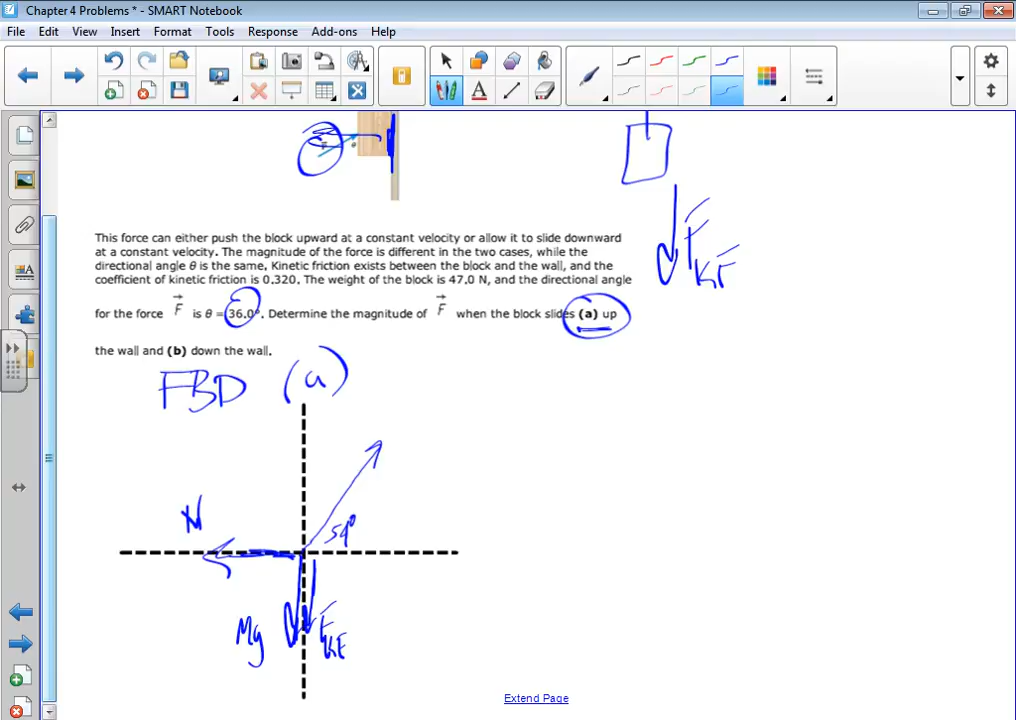 Chapter 4 Problems * - SMART Notebook
File Edit View Insert Format Tools Response Add-ons Help
This force can either push the block upward at a constant velocity or allow it to slide downward
at a constant velocity. The magnitude of the force is different in the two cases, while the
directional angle θ is the same. Kinetic friction exists between the block and the wall, and the
coefficient of kinetic friction is 0.320. The weight of the block is 47.0 N, and the directional angle
for the force F is θ = 36.0°. Determine the magnitude of F when the block slides (a) up
the wall and (b) down the wall.
FKF
FBD (a)
54°
N
Mg
FKF
Extend Page